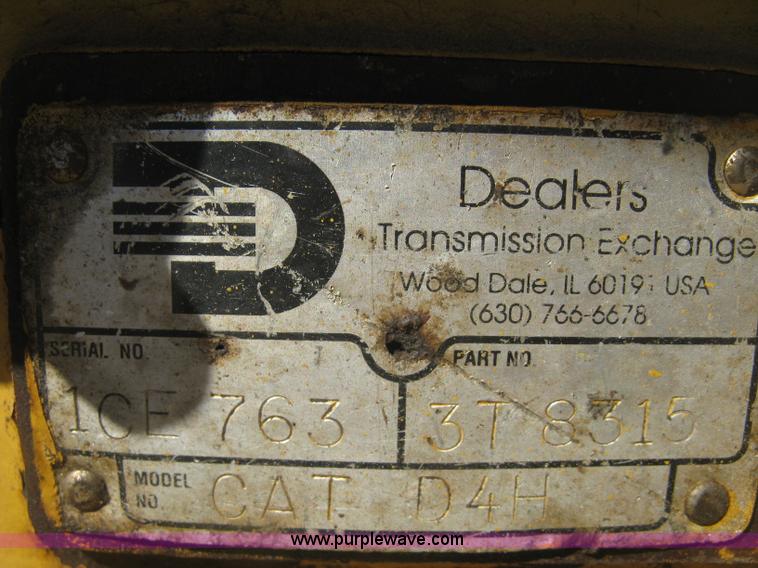 Dealers
Transmission Exchange
Wood Dale, IL 60191 USA
(630) 766-6678
SERIAL NO. PART NO.
1CE 763 3T 8315
MODEL NO. CAT D4H
www.purplewave.com